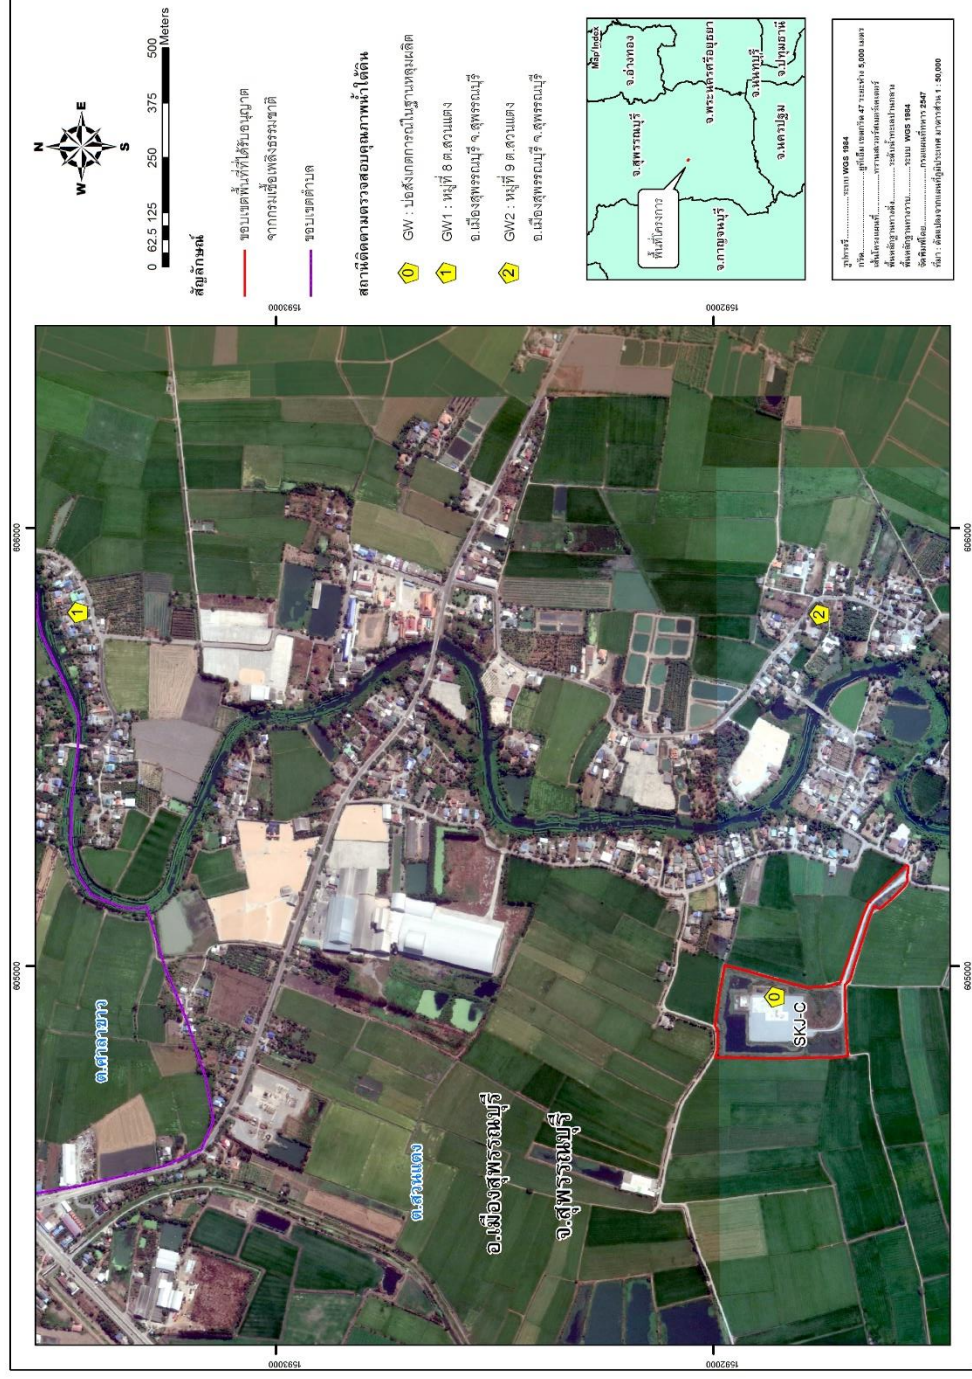 N
W
E
S
0 62.5 125 250 375 500
Meters
สัญลักษณ์
ขอบเขตพื้นที่ที่ได้รับอนุญาต
จากกรมเชื้อเพลิงธรรมชาติ
ขอบเขตตำบล
สถานีติดตามตรวจสอบคุณภาพน้ำใต้ดิน
0 GW : บ่อสังเกตการณ์ในฐานหลุมผลิต
1 GW1 : หมู่ที่ 8 ต.สวนแตง
อ.เมืองสุพรรณบุรี จ.สุพรรณบุรี
2 GW2 : หมู่ที่ 9 ต.สวนแตง
อ.เมืองสุพรรณบุรี จ.สุพรรณบุรี
Map Index
จ.สุพรรณบุรี
จ.อ่างทอง
จ.พระนครศรีอยุธยา
จ.กาญจนบุรี
จ.นครปฐม
จ.นนทบุรี
จ.ปทุมธานี
ที่ตั้งโครงการ
ระบบ WGS 1984
ระบบ WGS 1984
กรมแผนที่ทหาร 2547
1 : 50,000
605000
606000
1593000
1592000
ต.ศาลาขาว
ต.สวนแตง
อ.เมืองสุพรรณบุรี
จ.สุพรรณบุรี
1
2
0
SKJ-C
1593000
1592000
605000
606000